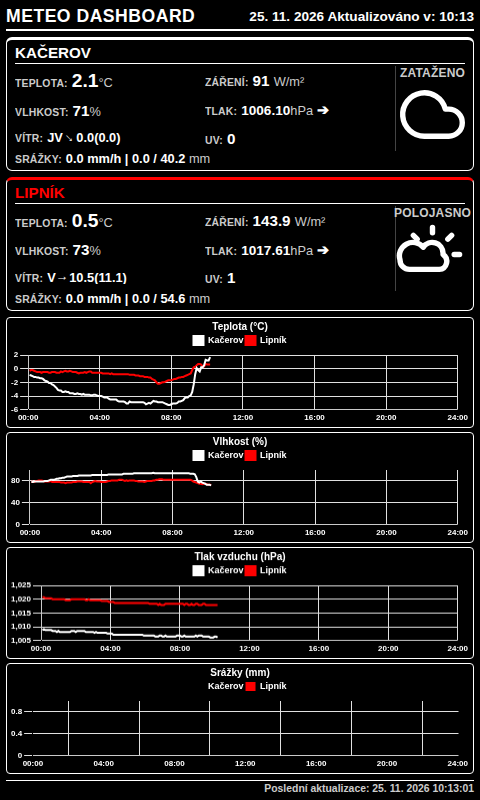 METEO DASHBOARD 25. 11. 2026 Aktualizováno v: 10:13
KAČEROV
ZATAŽENO
TEPLOTA: 2.1°C ZÁŘENÍ: 91 W/m²
VLHKOST: 71% TLAK: 1006.10hPa ➔
VÍTR: JV→ 0.0(0.0) UV: 0
SRÁŽKY: 0.0 mm/h | 0.0 / 40.2 mm
LIPNÍK
POLOJASNO
TEPLOTA: 0.5°C ZÁŘENÍ: 143.9 W/m²
VLHKOST: 73% TLAK: 1017.61hPa ➔
VÍTR: V→10.5(11.1) UV: 1
SRÁŽKY: 0.0 mm/h | 0.0 / 54.6 mm
Teplota (°C)
Kačerov Lipník
2
0
-2
-4
-6
00:00 04:00 08:00 12:00 16:00 20:00 24:00
Vlhkost (%)
Kačerov Lipník
80
40
0
00:00 04:00 08:00 12:00 16:00 20:00 24:00
Tlak vzduchu (hPa)
Kačerov Lipník
1,025
1,020
1,015
1,010
1,005
00:00 04:00 08:00 12:00 16:00 20:00 24:00
Srážky (mm)
Kačerov Lipník
0.8
0.4
0
00:00 04:00 08:00 12:00 16:00 20:00 24:00
Poslední aktualizace: 25. 11. 2026 10:13:01